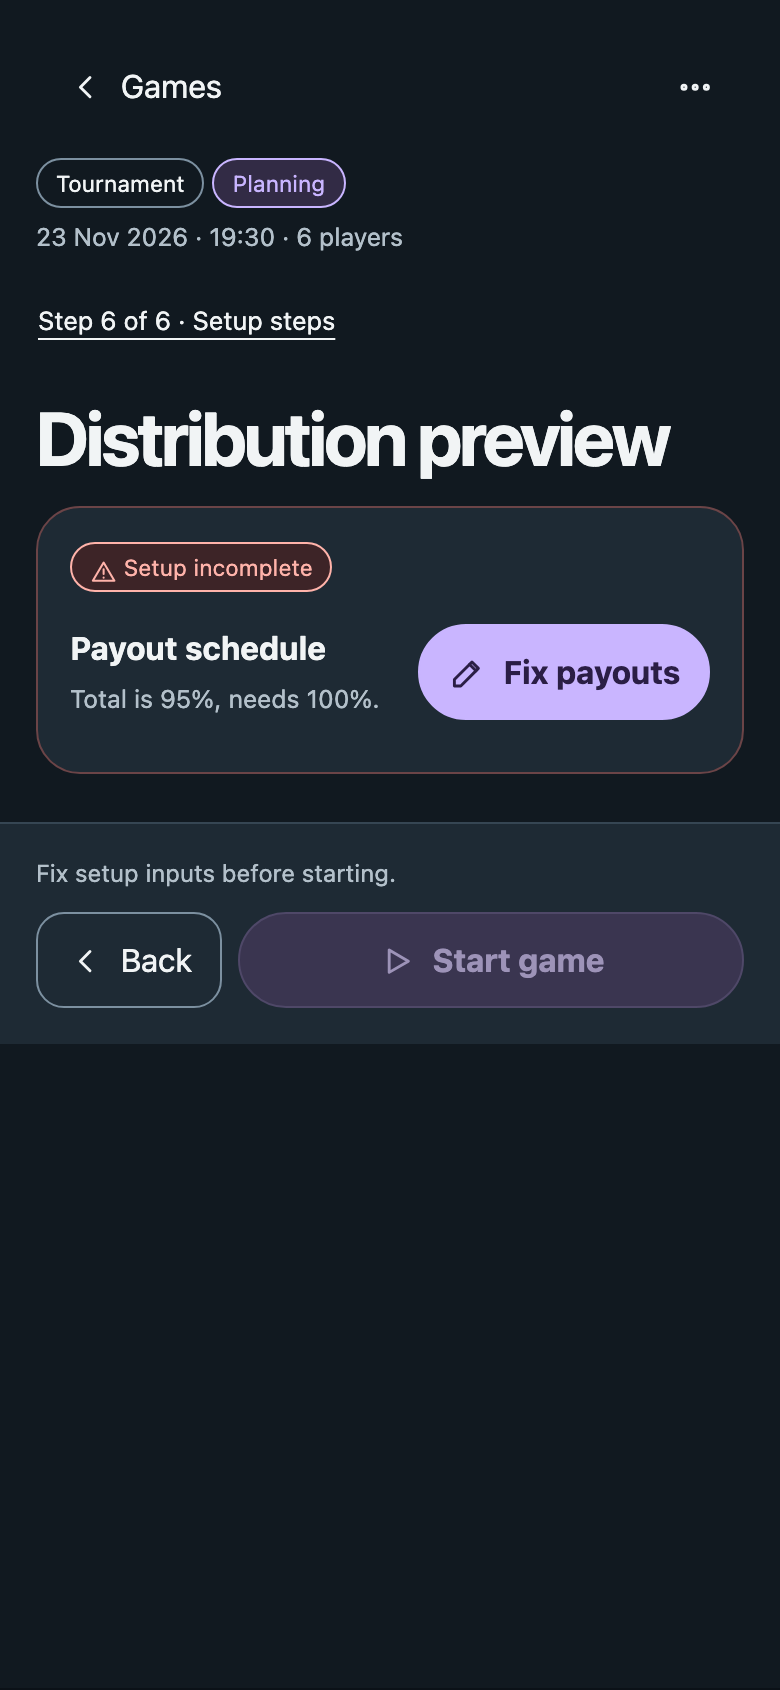 Games
Tournament Planning
23 Nov 2026 · 19:30 · 6 players
Step 6 of 6 · Setup steps
Distribution preview
Setup incomplete
Payout schedule
Total is 95%, needs 100%.
Fix payouts
Fix setup inputs before starting.
Back
Start game